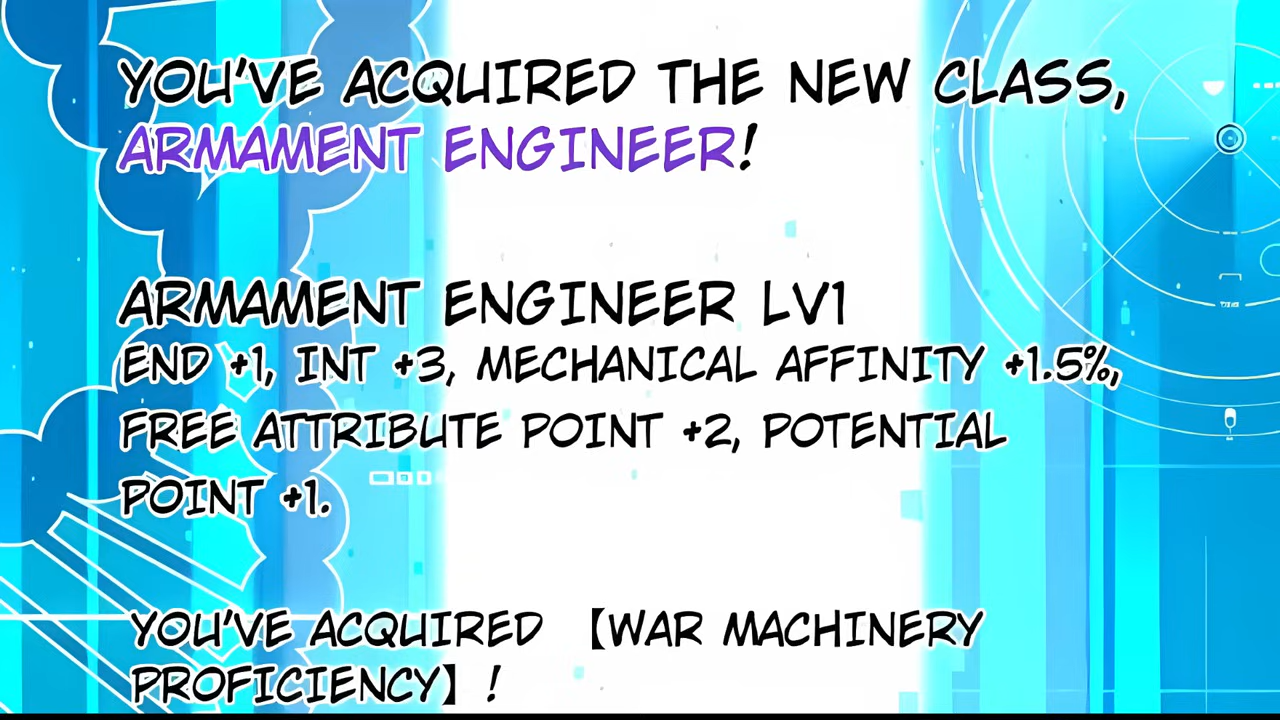 YOU'VE ACQUIRED THE NEW CLASS,
ARMAMENT ENGINEER!
ARMAMENT ENGINEER LV1
END +1, INT +3, MECHANICAL AFFINITY +1.5%,
FREE ATTRIBUTE POINT +2, POTENTIAL
POINT +1.
YOU'VE ACQUIRED 【WAR MACHINERY
PROFICIENCY】!